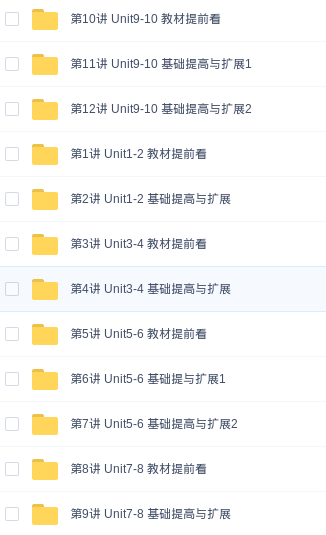 第10讲 Unit9-10 教材提前看
第11讲 Unit9-10 基础提高与扩展1
第12讲 Unit9-10 基础提高与扩展2
第1讲 Unit1-2 教材提前看
第2讲 Unit1-2 基础提高与扩展
第3讲 Unit3-4 教材提前看
第4讲 Unit3-4 基础提高与扩展
第5讲 Unit5-6 教材提前看
第6讲 Unit5-6 基础提与扩展1
第7讲 Unit5-6 基础提高与扩展2
第8讲 Unit7-8 教材提前看
第9讲 Unit7-8 基础提高与扩展